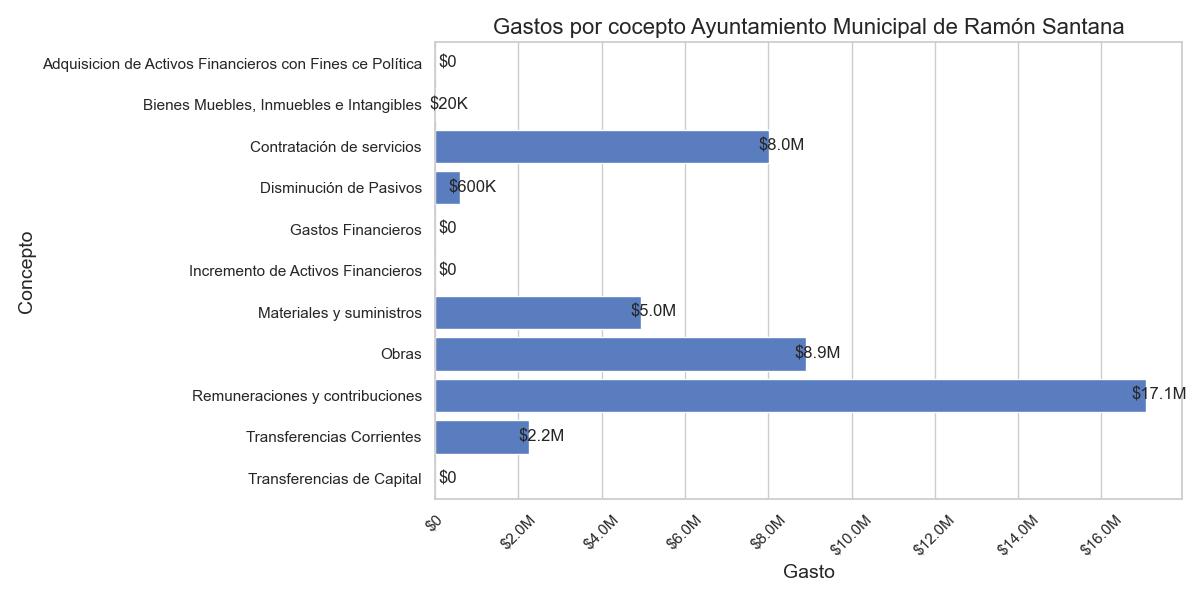 Gastos por cocepto Ayuntamiento Municipal de Ramón Santana
Concepto
Adquisicion de Activos Financieros con Fines ce Política $0
Bienes Muebles, Inmuebles e Intangibles $20K
Contratación de servicios $8.0M
Disminución de Pasivos $600K
Gastos Financieros $0
Incremento de Activos Financieros $0
Materiales y suministros $5.0M
Obras $8.9M
Remuneraciones y contribuciones $17.1M
Transferencias Corrientes $2.2M
Transferencias de Capital $0
$0 $2.0M $4.0M $6.0M $8.0M $10.0M $12.0M $14.0M $16.0M
Gasto